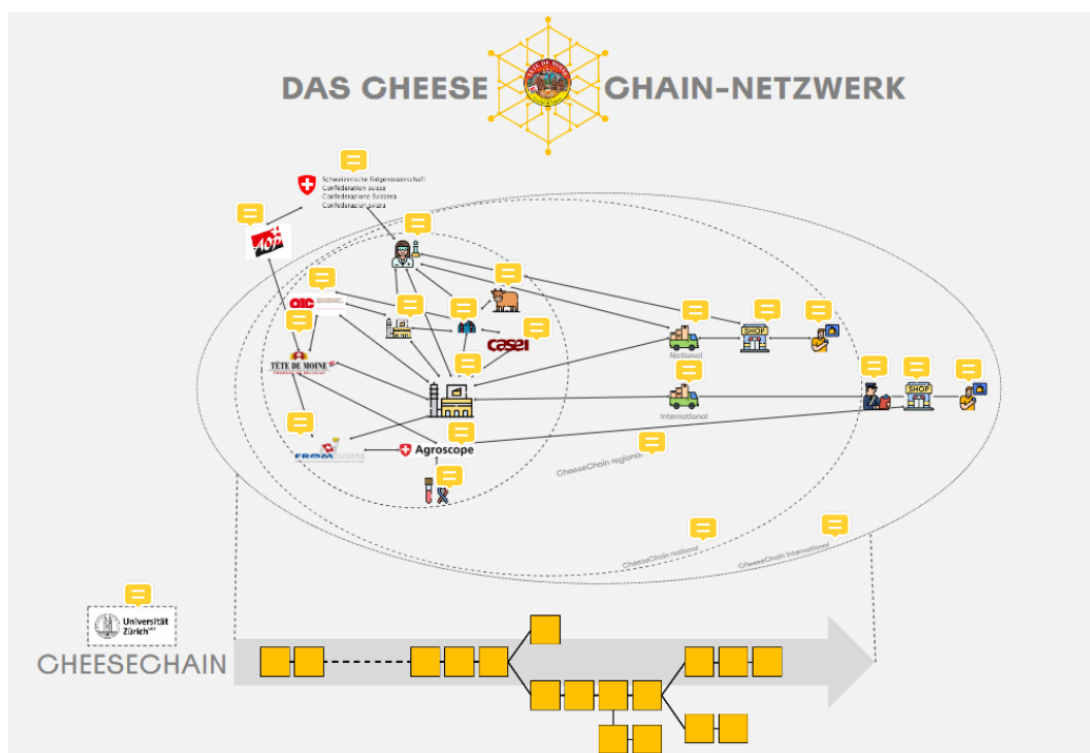 DAS CHEESE CHAIN-NETZWERK
Schweizerische Eidgenossenschaft
Confédération suisse
Confederazione Svizzera
Confederaziun svizra
AOP
OIC
casei
TÊTE DE MOINE
SHOP
National
SHOP
International
Agroscope
CheeseChain regional
CheeseChain national
CheeseChain international
Universität
Zürich
CHEESECHAIN